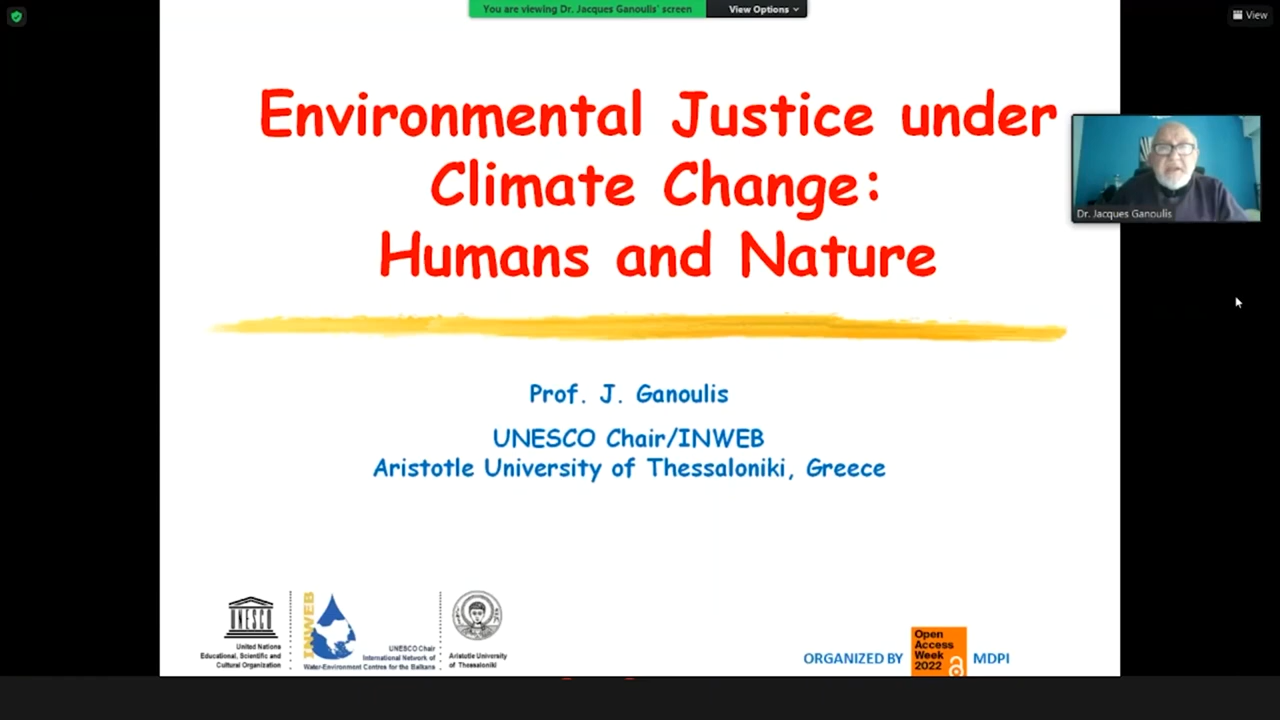 You are viewing Dr. Jacques Ganoulis' screen
View Options
View
Environmental Justice under
Climate Change:
Humans and Nature
Dr. Jacques Ganoulis
Prof. J. Ganoulis
UNESCO Chair/INWEB
Aristotle University of Thessaloniki, Greece
UNESCO
United Nations
Educational, Scientific and
Cultural Organization
INWEB
UNESCO Chair
International Network of
Water-Environment Centres for the Balkans
Aristotle University
of Thessaloniki
ORGANIZED BY
Open
Access
Week
2022
MDPI